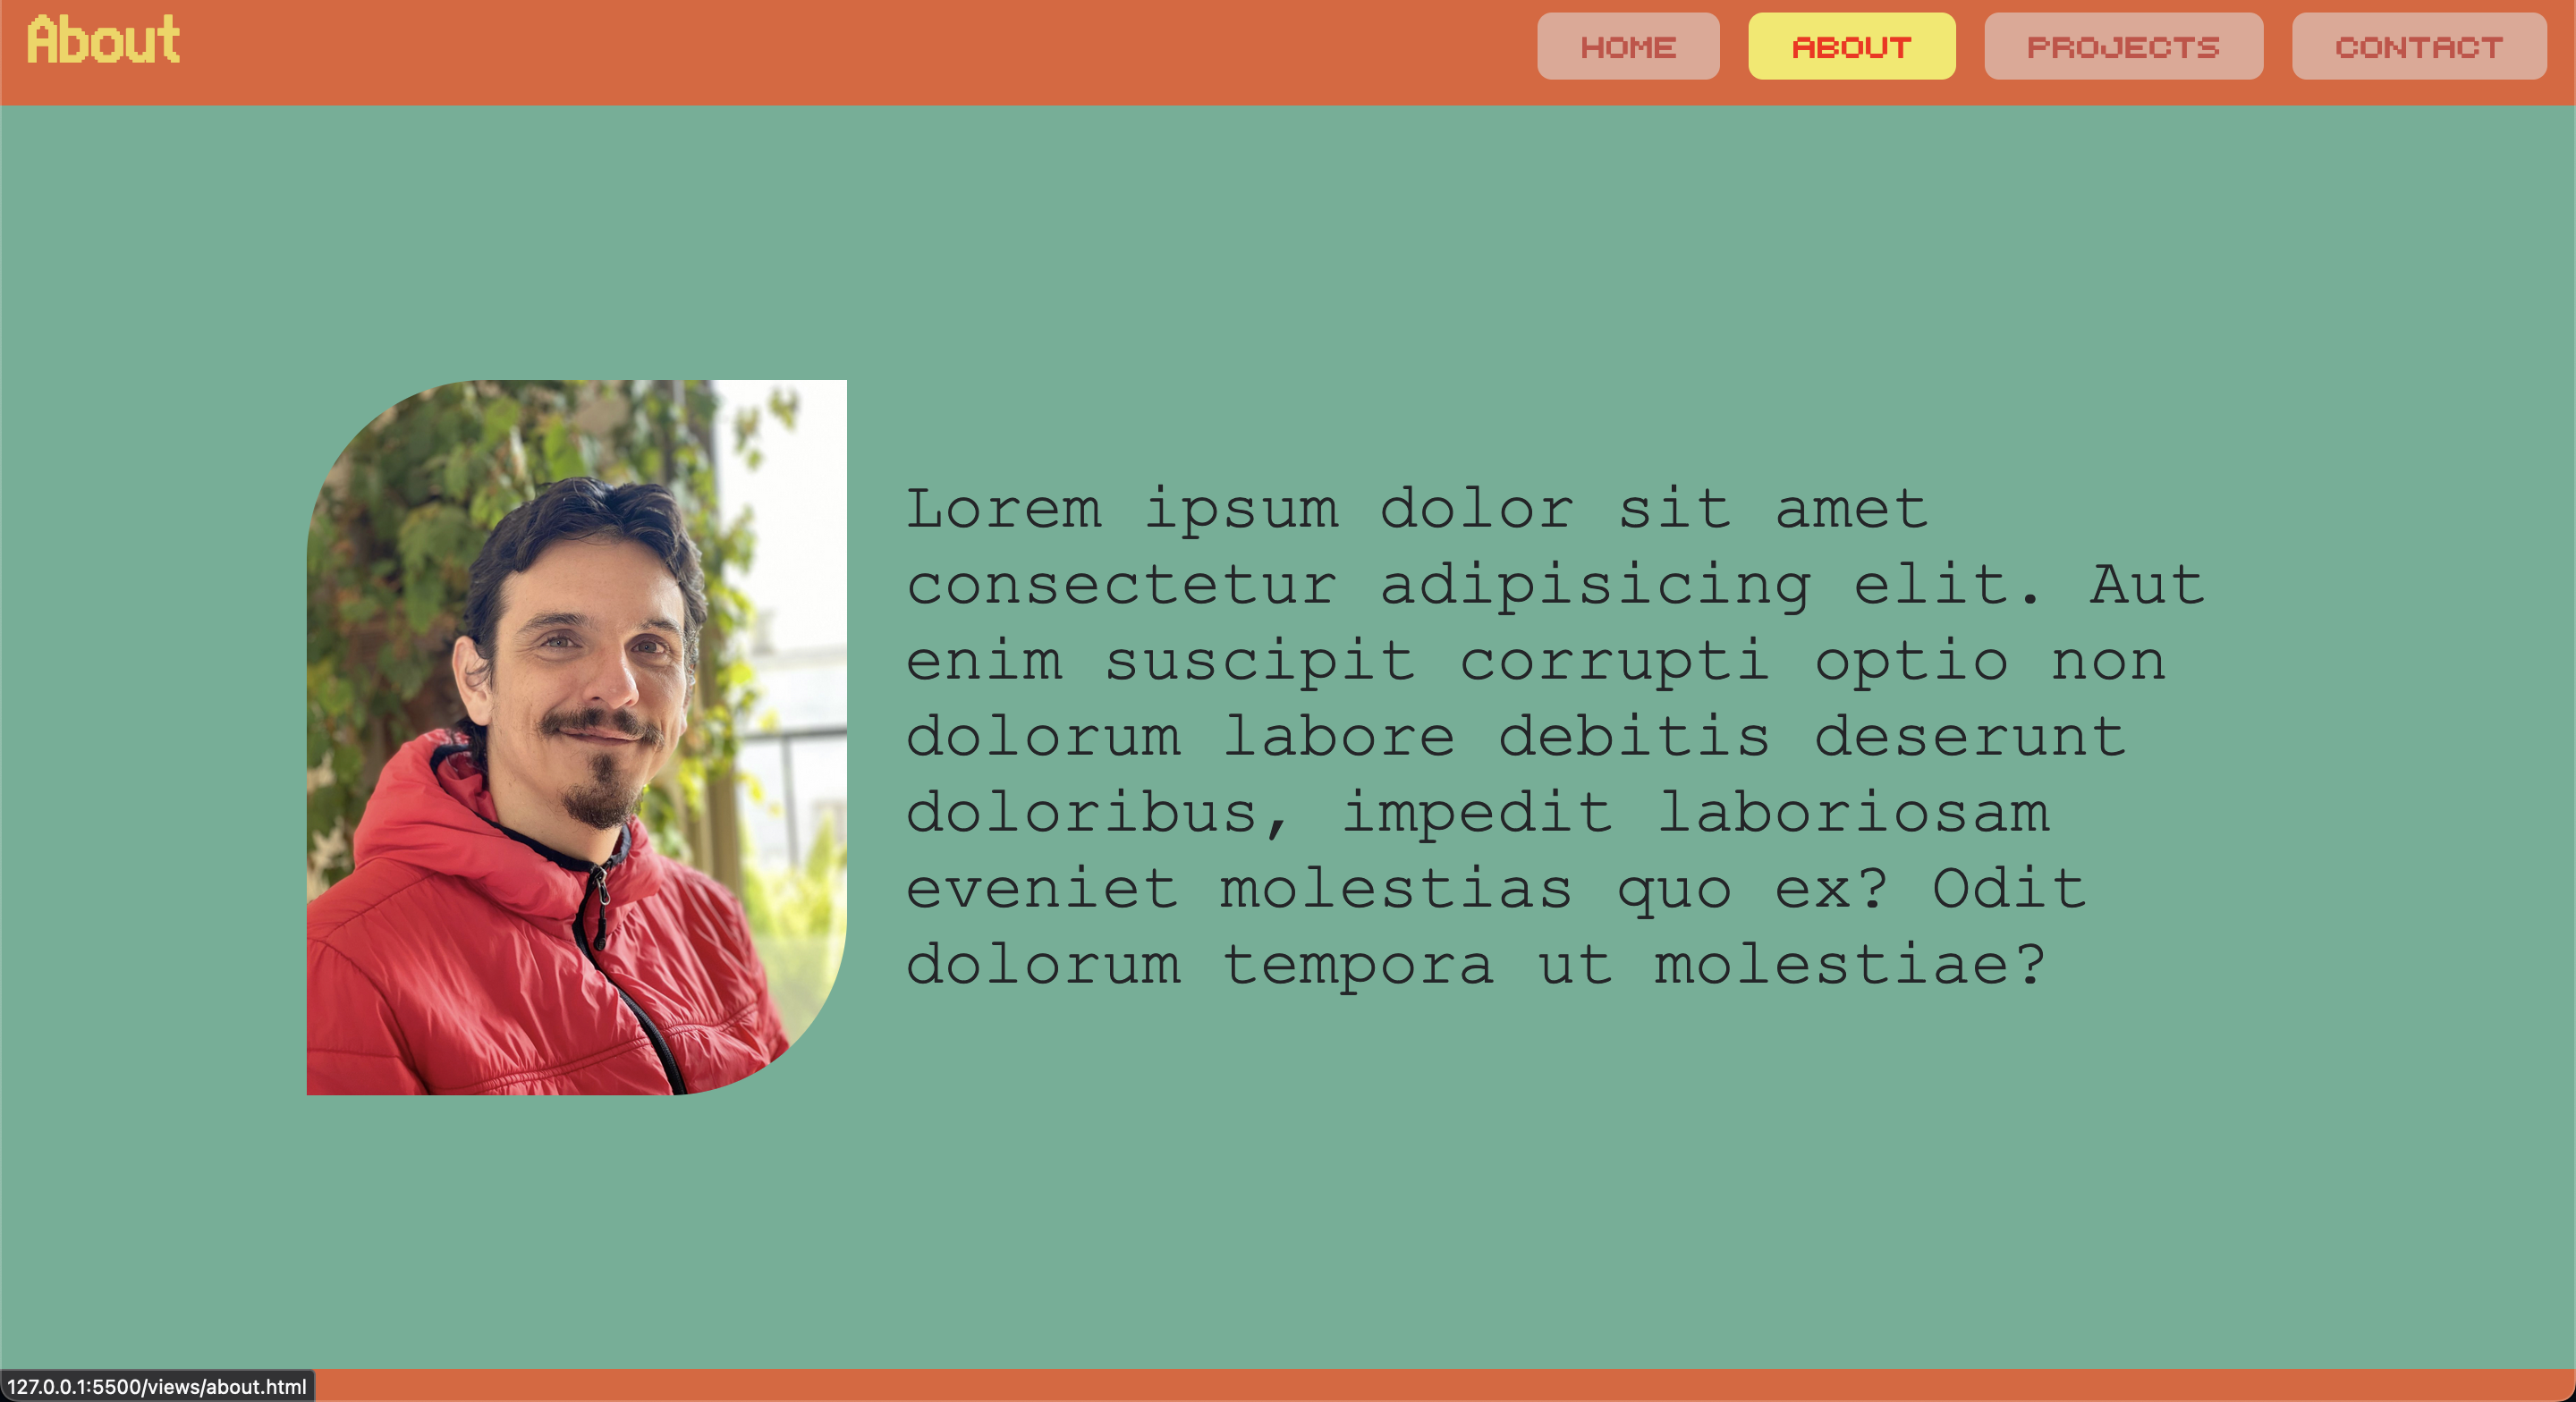 About
HOME
ABOUT
PROJECTS
CONTACT
Lorem ipsum dolor sit amet
consectetur adipisicing elit. Aut
enim suscipit corrupti optio non
dolorum labore debitis deserunt
doloribus, impedit laboriosam
eveniet molestias quo ex? Odit
dolorum tempora ut molestiae?
127.0.0.1:5500/views/about.html